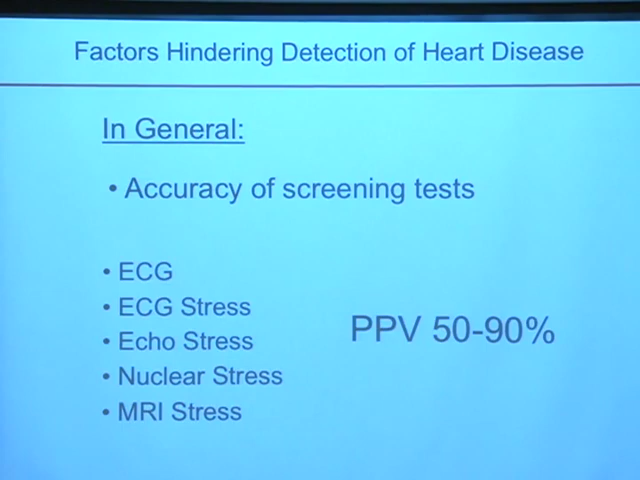 Factors Hindering Detection of Heart Disease
In General:
• Accuracy of screening tests
• ECG
• ECG Stress
• Echo Stress
• Nuclear Stress
• MRI Stress
PPV 50-90%